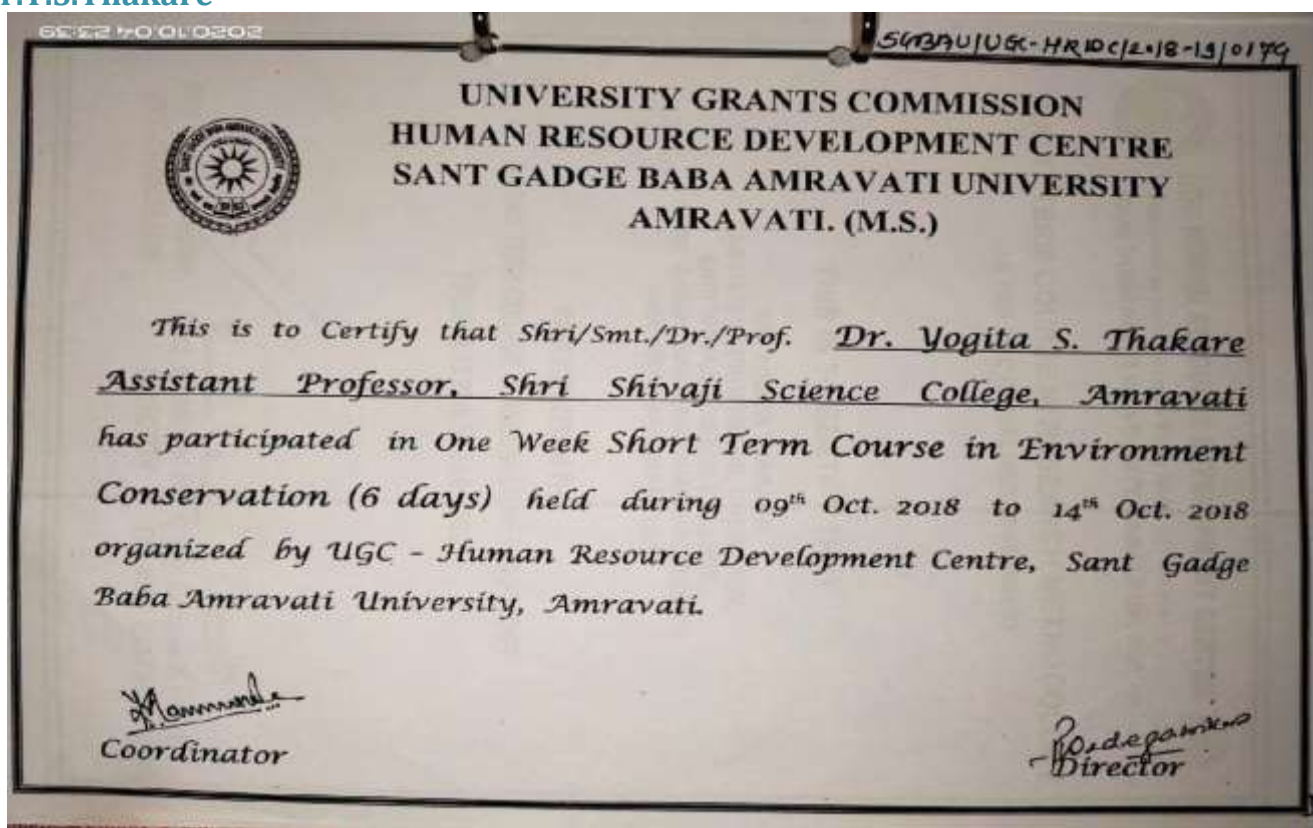 r.Y.S.Thakare
2020.10.04 23:39
SGBAU/UGC-HRDC/2018-19/0179
UNIVERSITY GRANTS COMMISSION
HUMAN RESOURCE DEVELOPMENT CENTRE
SANT GADGE BABA AMRAVATI UNIVERSITY
AMRAVATI. (M.S.)
This is to Certify that Shri/Smt./Dr./Prof. Dr. Yogita S. Thakare
Assistant Professor, Shri Shivaji Science College, Amravati
has participated in One Week Short Term Course in Environment
Conservation (6 days) held during 09th Oct. 2018 to 14th Oct. 2018
organized by UGC - Human Resource Development Centre, Sant Gadge
Baba Amravati University, Amravati.
Coordinator
Director